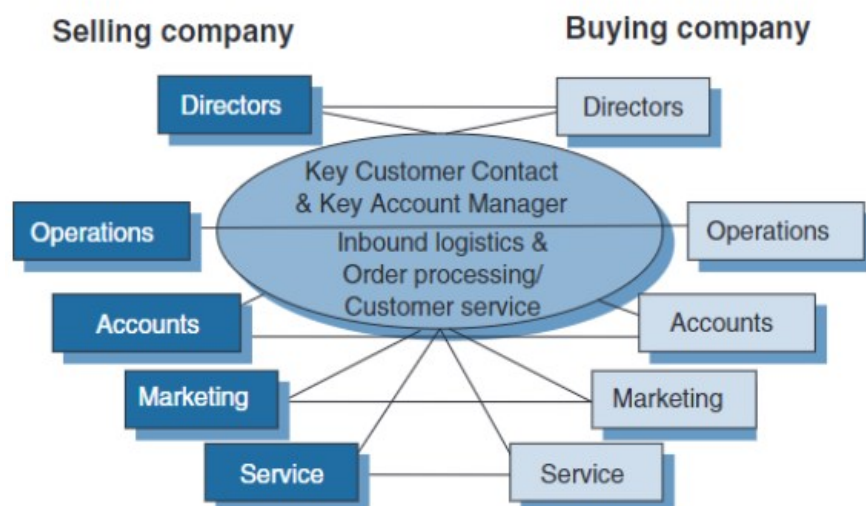 Selling company
Buying company
Directors
Directors
Key Customer Contact
& Key Account Manager
Operations
Inbound logistics &
Order processing/
Customer service
Operations
Accounts
Accounts
Marketing
Marketing
Service
Service